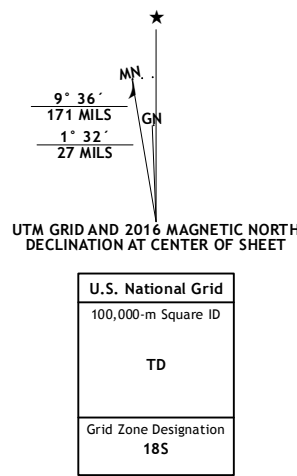 ★
MN
9° 36´
171 MILS
GN
1° 32´
27 MILS
UTM GRID AND 2016 MAGNETIC NORTH
DECLINATION AT CENTER OF SHEET
U.S. National Grid
100,000-m Square ID
TD
Grid Zone Designation
18S